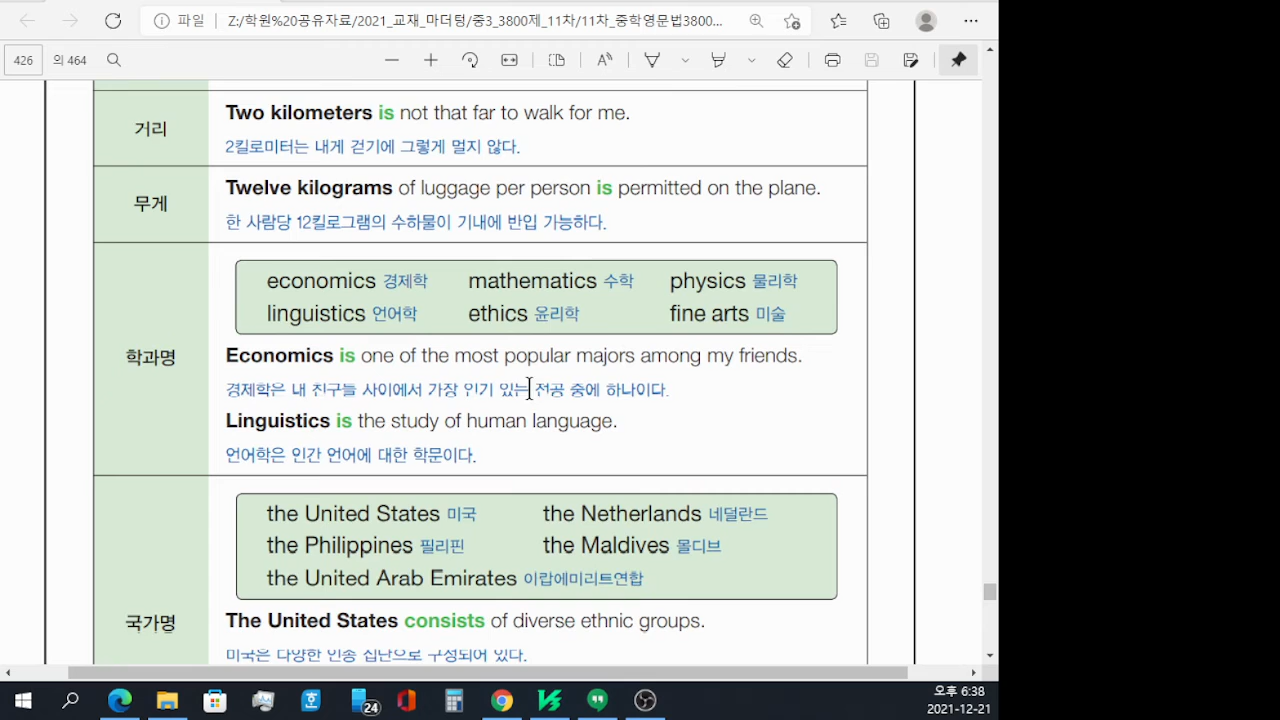 파일 Z:/학원%20공유자료/2021_교재_마더텅/중3_3800제_11차/11차_중학영문법3800...
426 의 464
거리
Two kilometers is not that far to walk for me.
2킬로미터는 내게 걷기에 그렇게 멀지 않다.
무게
Twelve kilograms of luggage per person is permitted on the plane.
한 사람당 12킬로그램의 수하물이 기내에 반입 가능하다.
economics 경제학 mathematics 수학 physics 물리학
linguistics 언어학 ethics 윤리학 fine arts 미술
학과명
Economics is one of the most popular majors among my friends.
경제학은 내 친구들 사이에서 가장 인기 있는 전공 중에 하나이다.
Linguistics is the study of human language.
언어학은 인간 언어에 대한 학문이다.
the United States 미국 the Netherlands 네덜란드
the Philippines 필리핀 the Maldives 몰디브
the United Arab Emirates 이랍에미리트연합
국가명
The United States consists of diverse ethnic groups.
미국은 다양한 인종 집단으로 구성되어 있다.
24
오후 6:38
2021-12-21